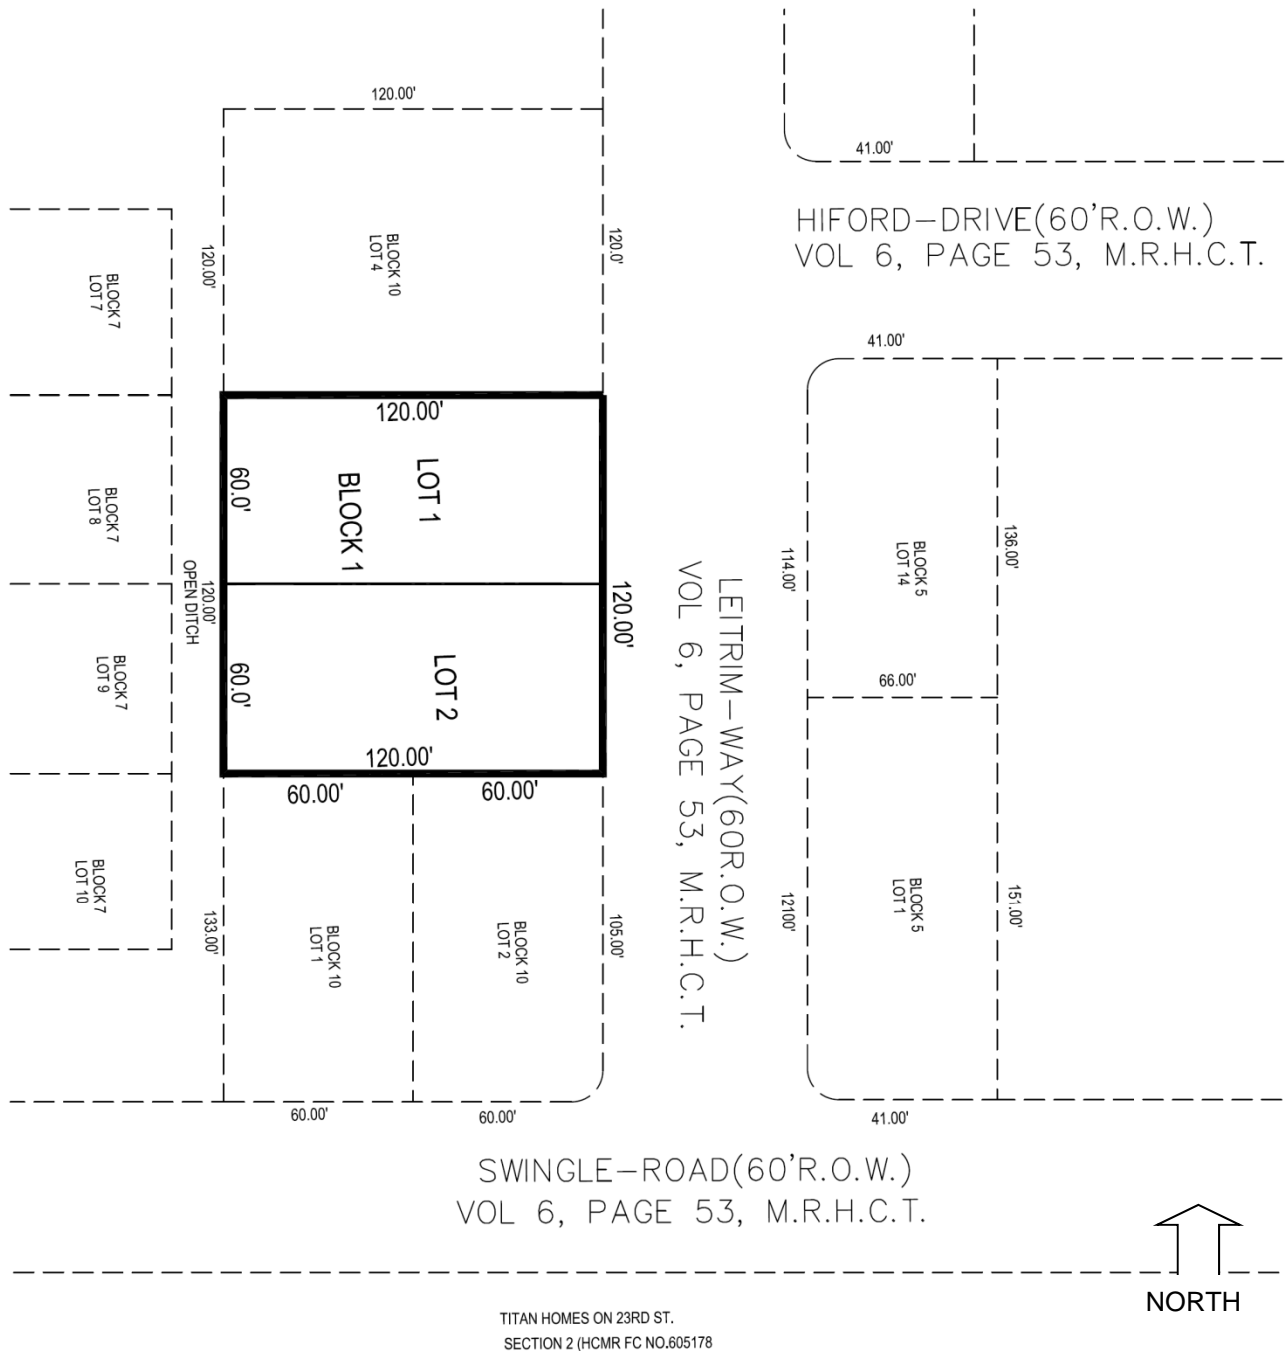 120.00'
41.00'
HIFORD-DRIVE(60'R.O.W.)
VOL 6, PAGE 53, M.R.H.C.T.
120.00'
BLOCK 10
LOT 4
120.0'
BLOCK 7
LOT 7
41.00'
120.00'
60.0'
BLOCK 1
LOT 1
BLOCK 7
LOT 8
OPEN DITCH
120.00'
120.00'
114.00'
BLOCK 5
LOT 14
136.00'
LEITRIM-WAY(60R.O.W.)
VOL 6, PAGE 53, M.R.H.C.T.
BLOCK 7
LOT 9
60.0'
LOT 2
66.00'
120.00'
60.00'
60.00'
BLOCK 7
LOT 10
133.00'
BLOCK 10
LOT 1
BLOCK 10
LOT 2
105.00'
12100'
BLOCK 5
LOT 1
151.00'
60.00'
60.00'
41.00'
SWINGLE-ROAD(60'R.O.W.)
VOL 6, PAGE 53, M.R.H.C.T.
NORTH
TITAN HOMES ON 23RD ST.
SECTION 2 (HCMR FC NO.605178